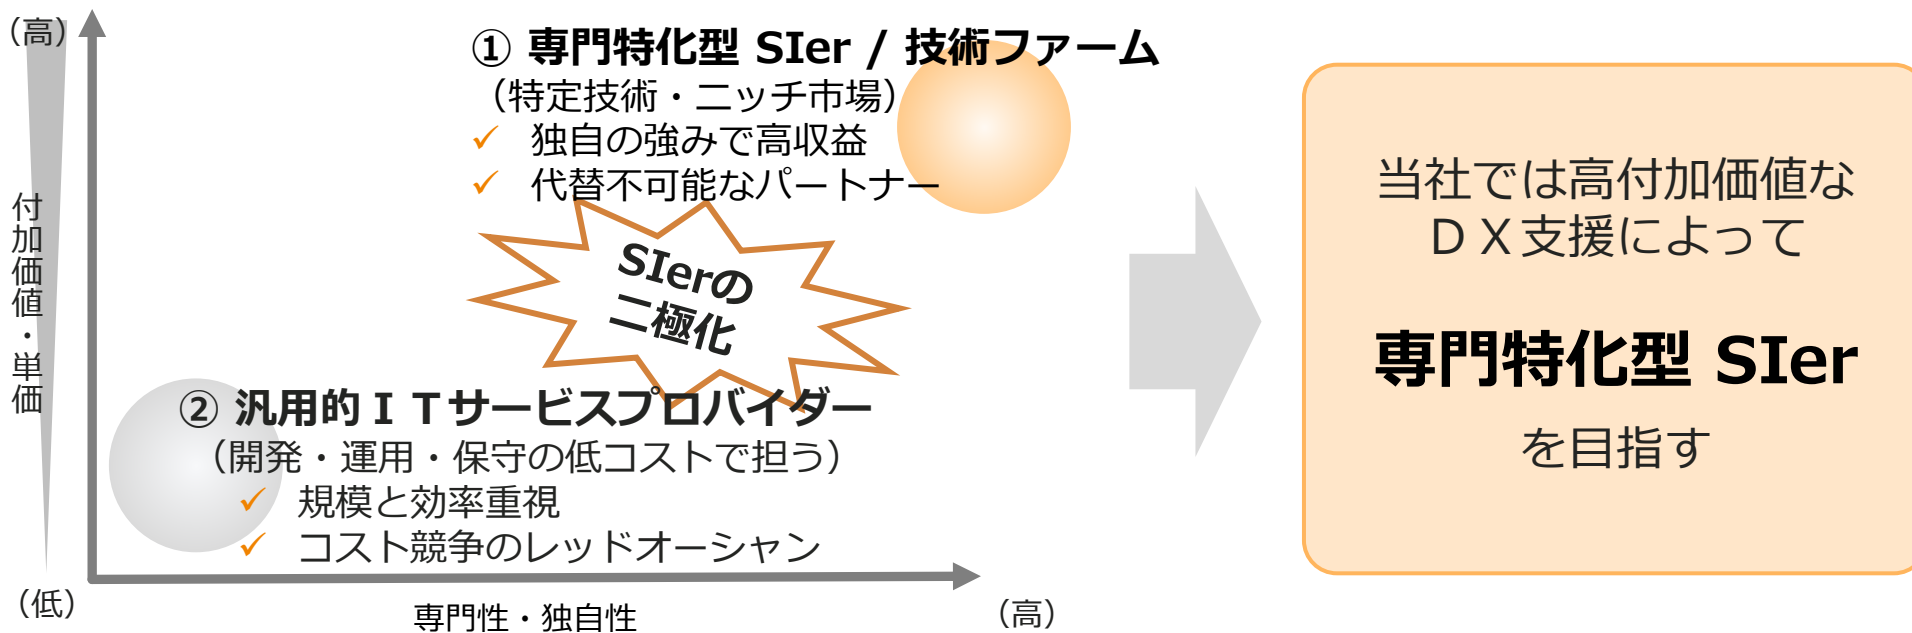 （高）
① 専門特化型 SIer / 技術ファーム
（特定技術・ニッチ市場）
✓ 独自の強みで高収益
✓ 代替不可能なパートナー
付加価値・単価
SIerの
二極化
② 汎用的ＩＴサービスプロバイダー
（開発・運用・保守の低コストで担う）
✓ 規模と効率重視
✓ コスト競争のレッドオーシャン
（低）
専門性・独自性
（高）
当社では高付加価値な
ＤＸ支援によって
専門特化型 SIer
を目指す